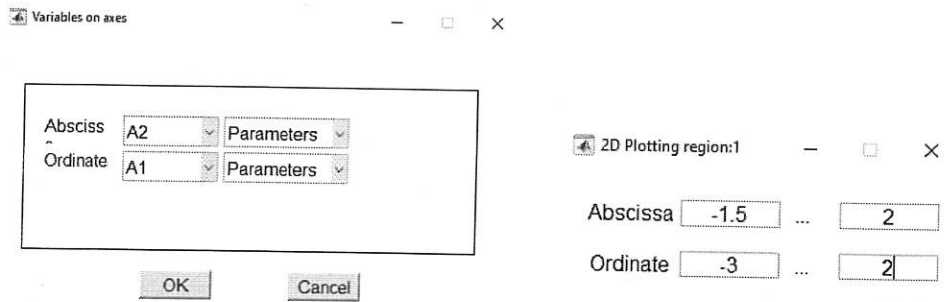 Variables on axes
Absciss A2 Parameters
Ordinate A1 Parameters
OK Cancel
2D Plotting region:1
Abscissa -1.5 ... 2
Ordinate -3 ... 2